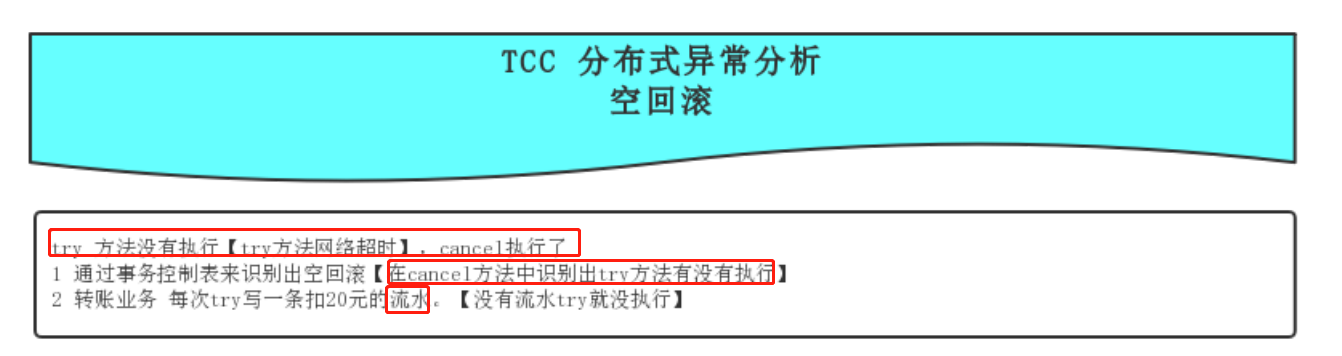 TCC 分布式异常分析
空回滚
try 方法没有执行【try方法网络超时】，cancel执行了
1 通过事务控制表来识别出空回滚【在cancel方法中识别出try方法有没有执行】
2 转账业务 每次try写一条扣20元的流水。【没有流水try就没执行】